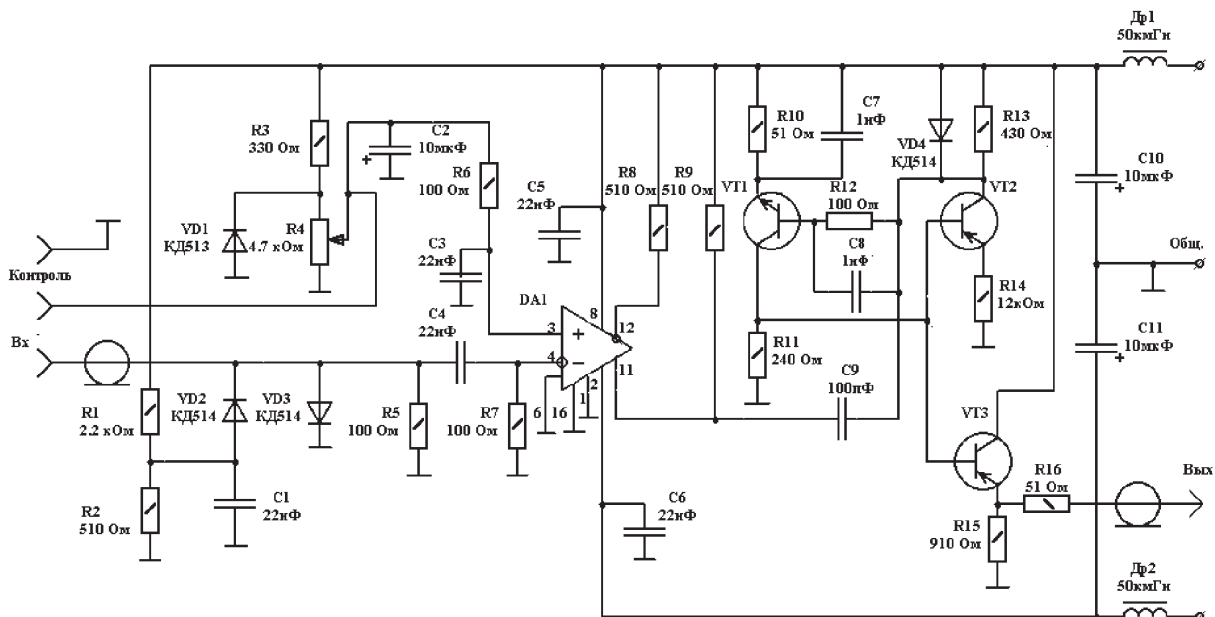 Др1
50кмГн
R3
330 Ом
C2
10мкФ
+
R6
100 Ом
C5
22нФ
R8
510 Ом
R9
510 Ом
R10
51 Ом
C7
1нФ
VD4
КД514
R13
430 Ом
C10
10мкФ
+
VT1
R12
100 Ом
VT2
VD1
КД513
R4
4.7 кОм
C3
22нФ
C8
1нФ
Контроль
Общ.
DA1
8
12
3
+
4
−
11
2
1
6
16
R14
12кОм
Вх
C4
22нФ
R11
240 Ом
C9
100пФ
C11
10мкФ
+
R1
2.2 кОм
VD2
КД514
VD3
КД514
R5
100 Ом
R7
100 Ом
VT3
R16
51 Ом
Вых
R2
510 Ом
C1
22нФ
C6
22нФ
R15
910 Ом
Др2
50кмГн